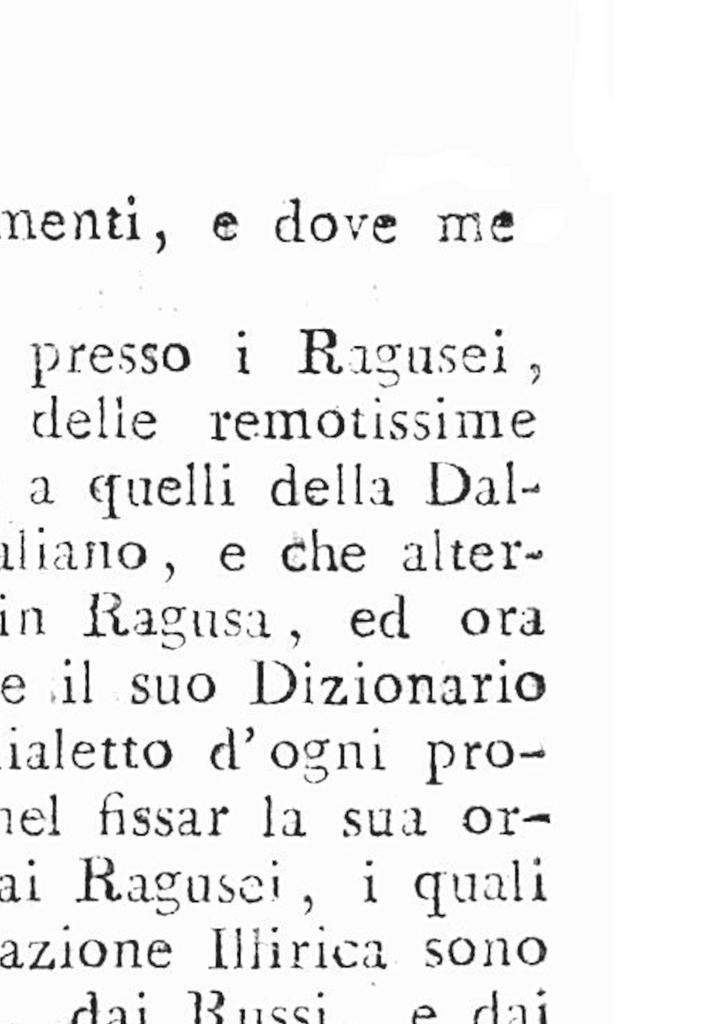 menti, e dove me
presso i Ragusei,
delle remotissime
a quelli della Dal-
aliano, e che alter-
in Ragusa, ed ora
e il suo Dizionario
ialetto d'ogni pro-
nel fissar la sua or-
ai Ragusei, i quali
azione Illirica sono
dai Russi, e dai